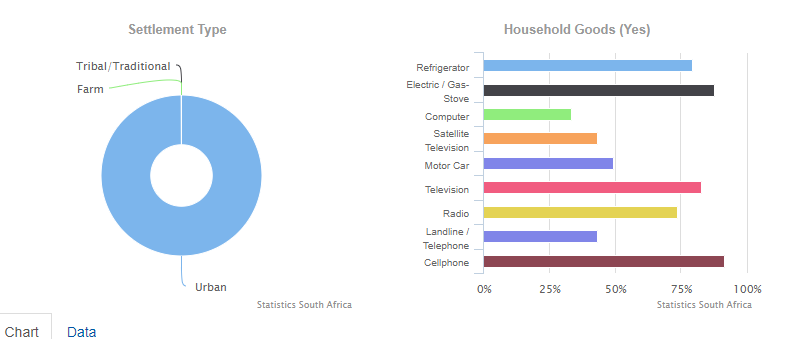 Settlement Type
Tribal/Traditional
Farm
Urban
Statistics South Africa
Household Goods (Yes)
Refrigerator
Electric / Gas-
Stove
Computer
Satellite
Television
Motor Car
Television
Radio
Landline /
Telephone
Cellphone
0% 25% 50% 75% 100%
Statistics South Africa
Chart Data